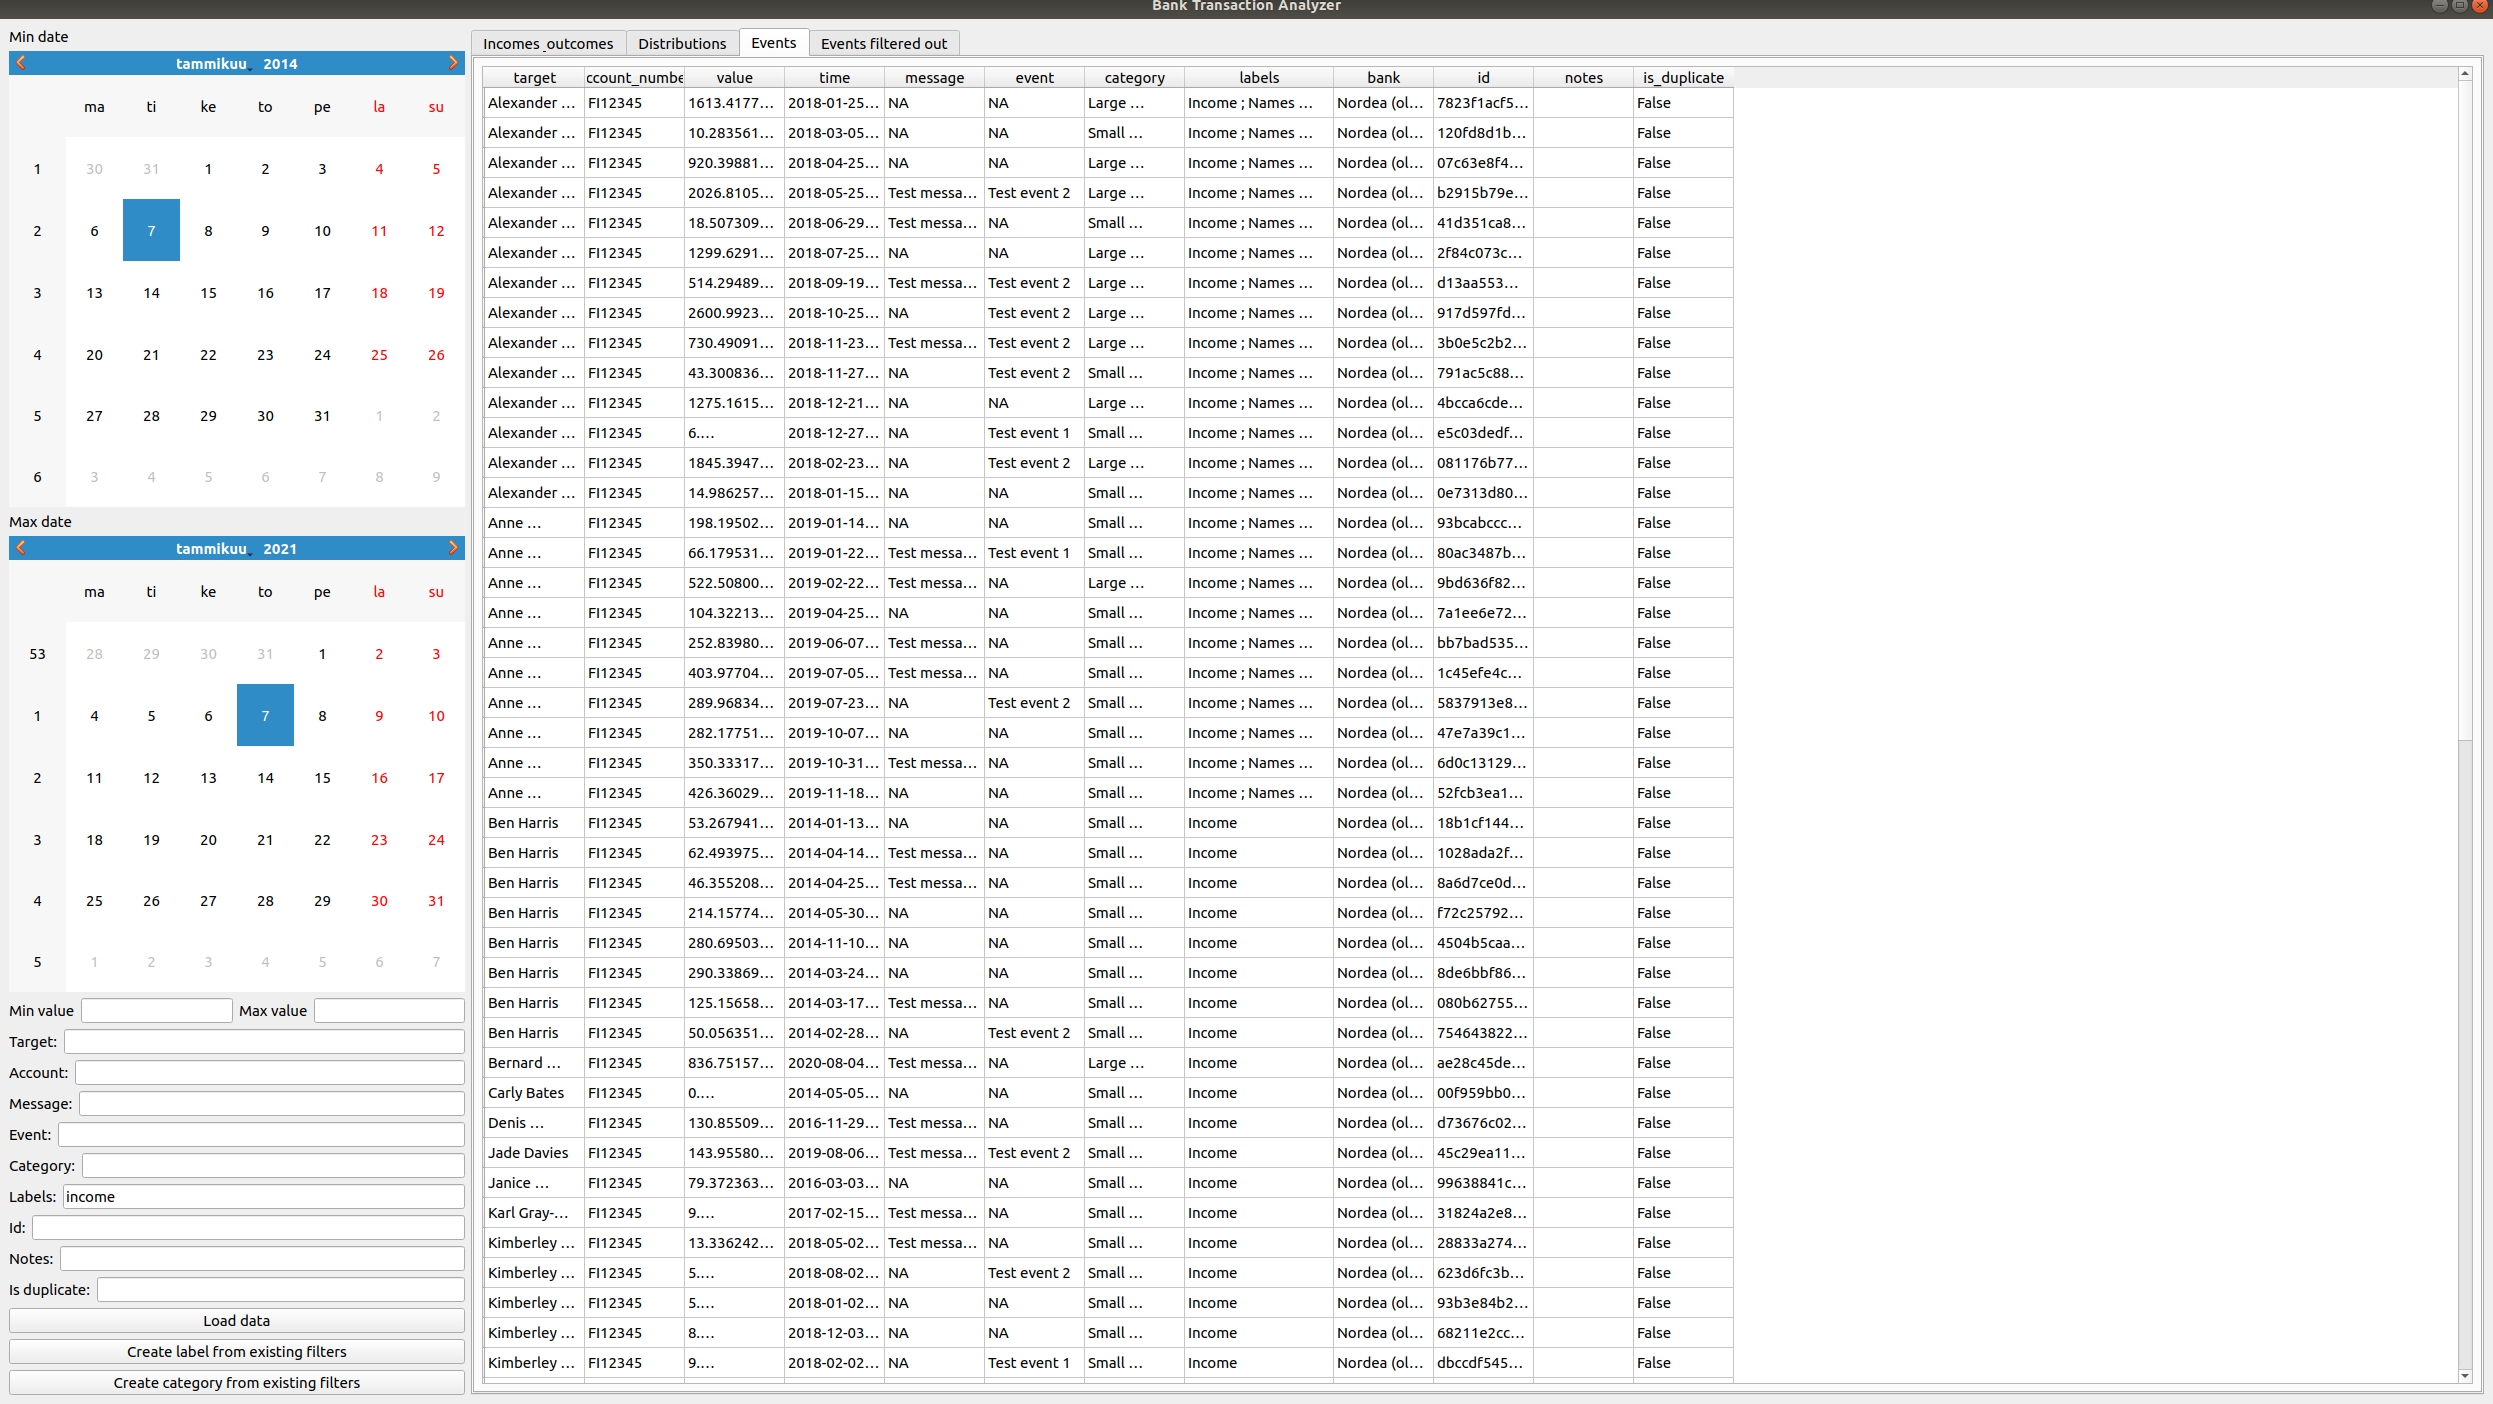 Bank Transaction Analyzer
Min date
tammikuu 2014
ma ti ke to pe la su
1 30 31 1 2 3 4 5
2 6 7 8 9 10 11 12
3 13 14 15 16 17 18 19
4 20 21 22 23 24 25 26
5 27 28 29 30 31 1 2
6 3 4 5 6 7 8 9
Max date
tammikuu 2021
ma ti ke to pe la su
53 28 29 30 31 1 2 3
1 4 5 6 7 8 9 10
2 11 12 13 14 15 16 17
3 18 19 20 21 22 23 24
4 25 26 27 28 29 30 31
5 1 2 3 4 5 6 7
Min value Max value
Target:
Account:
Message:
Event:
Category:
Labels: income
Id:
Notes:
Is duplicate:
Load data
Create label from existing filters
Create category from existing filters
Incomes_outcomes Distributions Events Events filtered out
target ccount_numbe value time message event category labels bank id notes is_duplicate
Alexander ... FI12345 1613.4177... 2018-01-25... NA NA Large ... Income ; Names ... Nordea (ol... 7823f1acf5... False
Alexander ... FI12345 10.283561... 2018-03-05... NA NA Small ... Income ; Names ... Nordea (ol... 120fd8d1b... False
Alexander ... FI12345 920.39881... 2018-04-25... NA NA Large ... Income ; Names ... Nordea (ol... 07c63e8f4... False
Alexander ... FI12345 2026.8105... 2018-05-25... Test messa... Test event 2 Large ... Income ; Names ... Nordea (ol... b2915b79e... False
Alexander ... FI12345 18.507309... 2018-06-29... Test messa... NA Small ... Income ; Names ... Nordea (ol... 41d351ca8... False
Alexander ... FI12345 1299.6291... 2018-07-25... NA NA Large ... Income ; Names ... Nordea (ol... 2f84c073c... False
Alexander ... FI12345 514.29489... 2018-09-19... Test messa... Test event 2 Large ... Income ; Names ... Nordea (ol... d13aa553... False
Alexander ... FI12345 2600.9923... 2018-10-25... NA Test event 2 Large ... Income ; Names ... Nordea (ol... 917d597fd... False
Alexander ... FI12345 730.49091... 2018-11-23... Test messa... Test event 2 Large ... Income ; Names ... Nordea (ol... 3b0e5c2b2... False
Alexander ... FI12345 43.300836... 2018-11-27... NA Test event 2 Small ... Income ; Names ... Nordea (ol... 791ac5c88... False
Alexander ... FI12345 1275.1615... 2018-12-21... NA NA Large ... Income ; Names ... Nordea (ol... 4bcca6cde... False
Alexander ... FI12345 6.... 2018-12-27... NA Test event 1 Small ... Income ; Names ... Nordea (ol... e5c03dedf... False
Alexander ... FI12345 1845.3947... 2018-02-23... NA Test event 2 Large ... Income ; Names ... Nordea (ol... 081176b77... False
Alexander ... FI12345 14.986257... 2018-01-15... NA NA Small ... Income ; Names ... Nordea (ol... 0e7313d80... False
Anne ... FI12345 198.19502... 2019-01-14... NA NA Small ... Income ; Names ... Nordea (ol... 93bcabccc... False
Anne ... FI12345 66.179531... 2019-01-22... Test messa... Test event 1 Small ... Income ; Names ... Nordea (ol... 80ac3487b... False
Anne ... FI12345 522.50800... 2019-02-22... Test messa... NA Large ... Income ; Names ... Nordea (ol... 9bd636f82... False
Anne ... FI12345 104.32213... 2019-04-25... NA NA Small ... Income ; Names ... Nordea (ol... 7a1ee6e72... False
Anne ... FI12345 252.83980... 2019-06-07... Test messa... NA Small ... Income ; Names ... Nordea (ol... bb7bad535... False
Anne ... FI12345 403.97704... 2019-07-05... Test messa... NA Small ... Income ; Names ... Nordea (ol... 1c45efe4c... False
Anne ... FI12345 289.96834... 2019-07-23... NA Test event 2 Small ... Income ; Names ... Nordea (ol... 5837913e8... False
Anne ... FI12345 282.17751... 2019-10-07... NA NA Small ... Income ; Names ... Nordea (ol... 47e7a39c1... False
Anne ... FI12345 350.33317... 2019-10-31... Test messa... NA Small ... Income ; Names ... Nordea (ol... 6d0c13129... False
Anne ... FI12345 426.36029... 2019-11-18... NA NA Small ... Income ; Names ... Nordea (ol... 52fcb3ea1... False
Ben Harris FI12345 53.267941... 2014-01-13... NA NA Small ... Income Nordea (ol... 18b1cf144... False
Ben Harris FI12345 62.493975... 2014-04-14... Test messa... NA Small ... Income Nordea (ol... 1028ada2f... False
Ben Harris FI12345 46.355208... 2014-04-25... Test messa... NA Small ... Income Nordea (ol... 8a6d7ce0d... False
Ben Harris FI12345 214.15774... 2014-05-30... NA NA Small ... Income Nordea (ol... f72c25792... False
Ben Harris FI12345 280.69503... 2014-11-10... NA NA Small ... Income Nordea (ol... 4504b5caa... False
Ben Harris FI12345 290.33869... 2014-03-24... NA NA Small ... Income Nordea (ol... 8de6bbf86... False
Ben Harris FI12345 125.15658... 2014-03-17... Test messa... NA Small ... Income Nordea (ol... 080b62755... False
Ben Harris FI12345 50.056351... 2014-02-28... NA Test event 2 Small ... Income Nordea (ol... 754643822... False
Bernard ... FI12345 836.75157... 2020-08-04... Test messa... NA Large ... Income Nordea (ol... ae28c45de... False
Carly Bates FI12345 0.... 2014-05-05... NA NA Small ... Income Nordea (ol... 00f959bb0... False
Denis ... FI12345 130.85509... 2016-11-29... Test messa... NA Small ... Income Nordea (ol... d73676c02... False
Jade Davies FI12345 143.95580... 2019-08-06... Test messa... Test event 2 Small ... Income Nordea (ol... 45c29ea11... False
Janice ... FI12345 79.372363... 2016-03-03... NA NA Small ... Income Nordea (ol... 99638841c... False
Karl Gray-... FI12345 9.... 2017-02-15... Test messa... NA Small ... Income Nordea (ol... 31824a2e8... False
Kimberley ... FI12345 13.336242... 2018-05-02... Test messa... NA Small ... Income Nordea (ol... 28833a274... False
Kimberley ... FI12345 5.... 2018-08-02... NA Test event 2 Small ... Income Nordea (ol... 623d6fc3b... False
Kimberley ... FI12345 5.... 2018-01-02... NA NA Small ... Income Nordea (ol... 93b3e84b2... False
Kimberley ... FI12345 8.... 2018-12-03... NA NA Small ... Income Nordea (ol... 68211e2cc... False
Kimberley ... FI12345 9.... 2018-02-02... NA Test event 1 Small ... Income Nordea (ol... dbccdf545... False